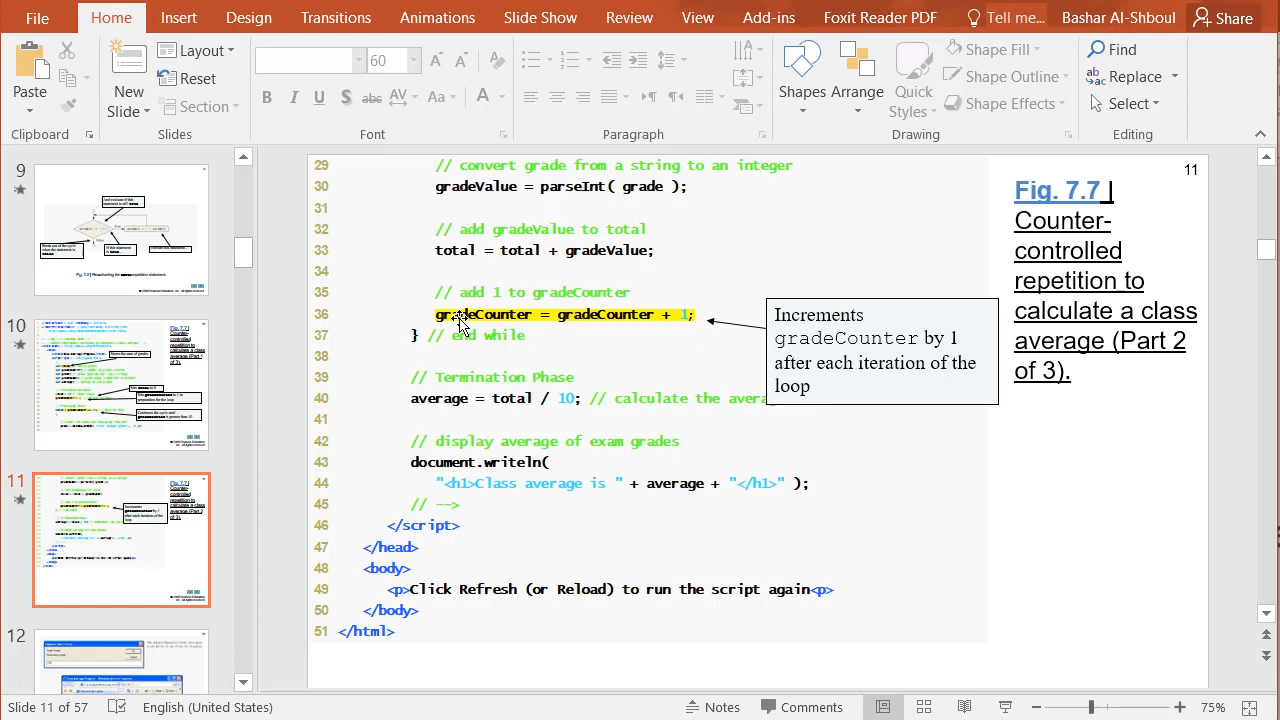 File Home Insert Design Transitions Animations Slide Show Review View Add-ins Foxit Reader PDF Tell me... Bashar Al-Shboul Share
Paste
New
Slide
Layout
Reset
Section
60
Shapes
Arrange
Quick
Styles
Shape Fill
Shape Outline
Shape Effects
Find
Replace
Select
Clipboard Slides Font Paragraph Drawing Editing
9
10
11
12
11
29 // convert grade from a string to an integer
30 gradeValue = parseInt( grade );
31
32 // add gradeValue to total
33 total = total + gradeValue;
34
35 // add 1 to gradeCounter
36 gradeCounter = gradeCounter + 1;
37 } // end while
38
39 // Termination Phase
40 average = total / 10; // calculate the avera
41
42 // display average of exam grades
43 document.writeln(
44 "<h1>Class average is " + average + "</h1>" );
45 // -->
46 </script>
47 </head>
48 <body>
49 <p>Click Refresh (or Reload) to run the script again<p>
50 </body>
51 </html>
Increments
gradeCounter by 1
after each iteration of the
loop
Fig. 7.7 |
Counter-
controlled
repetition to
calculate a class
average (Part 2
of 3).
Slide 11 of 57 English (United States) Notes Comments 75%